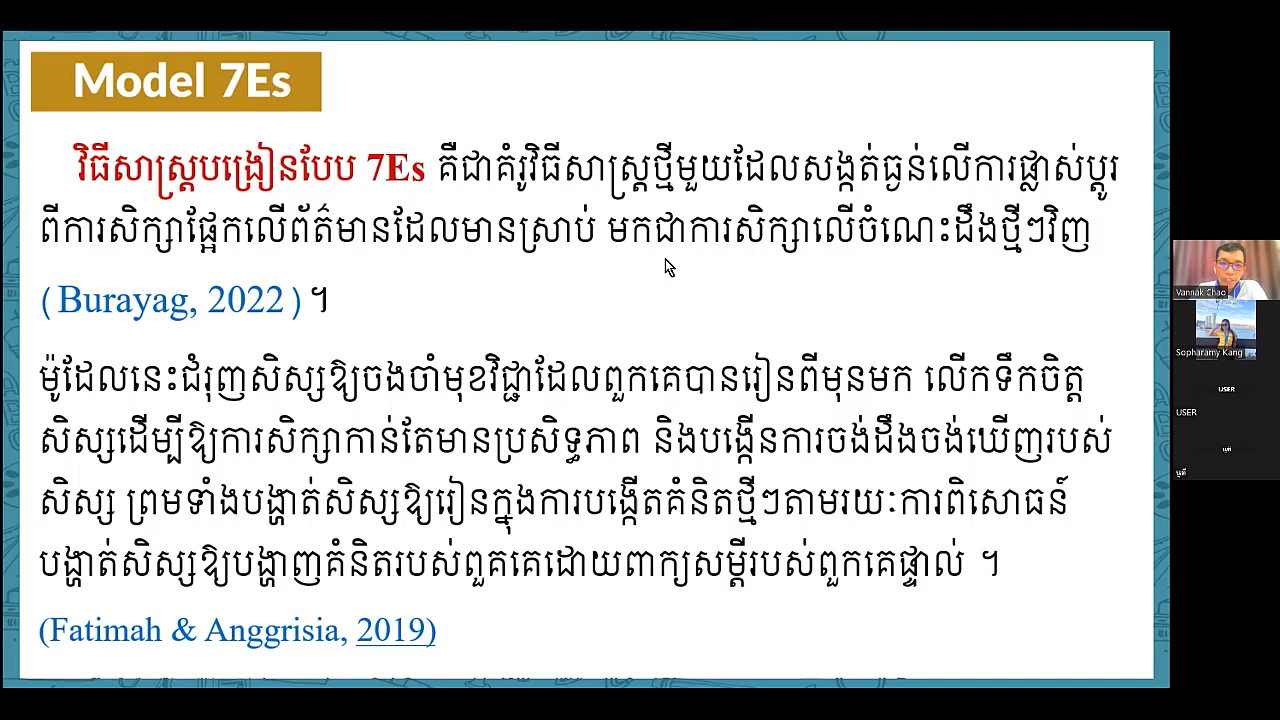 Model 7Es
វិធីសាស្ត្របង្រៀនបែប 7Es គឺជាគំរូវិធីសាស្ត្រថ្មីមួយដែលសង្កត់ធ្ងន់លើការផ្លាស់ប្តូរ
ពីការសិក្សាផ្អែកលើព័ត៌មានដែលមានស្រាប់ មកជាការសិក្សាលើចំណេះដឹងថ្មីៗវិញ
(Burayag, 2022)។
ម៉ូដែលនេះជំរុញសិស្សឱ្យចងចាំមុខវិជ្ជាដែលពួកគេបានរៀនពីមុនមក លើកទឹកចិត្ត
សិស្សដើម្បីឱ្យការសិក្សាកាន់តែមានប្រសិទ្ធភាព និងបង្កើនការចង់ដឹងចង់ឃើញរបស់
សិស្ស ព្រមទាំងបង្ហាត់សិស្សឱ្យរៀនក្នុងការបង្កើតគំនិតថ្មីៗតាមរយៈការពិសោធន៍
បង្ហាត់សិស្សឱ្យបង្ហាញគំនិតរបស់ពួគគេដោយពាក្យសម្តីរបស់ពួកគេផ្ទាល់ ។
(Fatimah & Anggrisia, 2019)
Vannak Chao
Sopharamy Kang
USER
USER